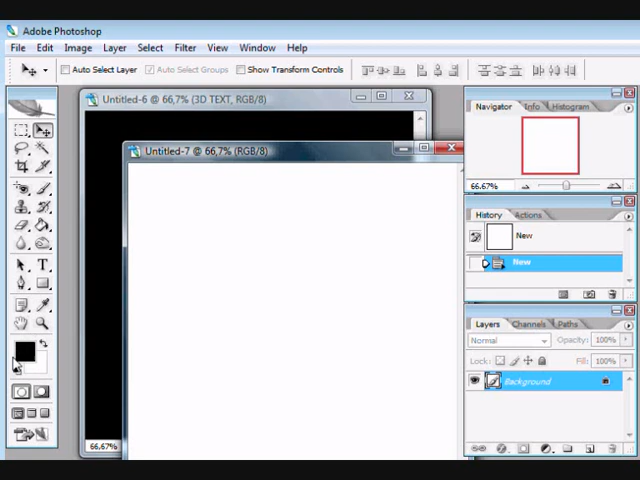 Adobe Photoshop
File Edit Image Layer Select Filter View Window Help
Auto Select Layer Auto Select Groups Show Transform Controls
Untitled-6 @ 66,7% (3D TEXT, RGB/8)
Untitled-7 @ 66,7% (RGB/8)
66,67%
Navigator Info Histogram
66.67%
History Actions
New
New
Layers Channels Paths
Normal Opacity: 100%
Lock: Fill: 100%
Background